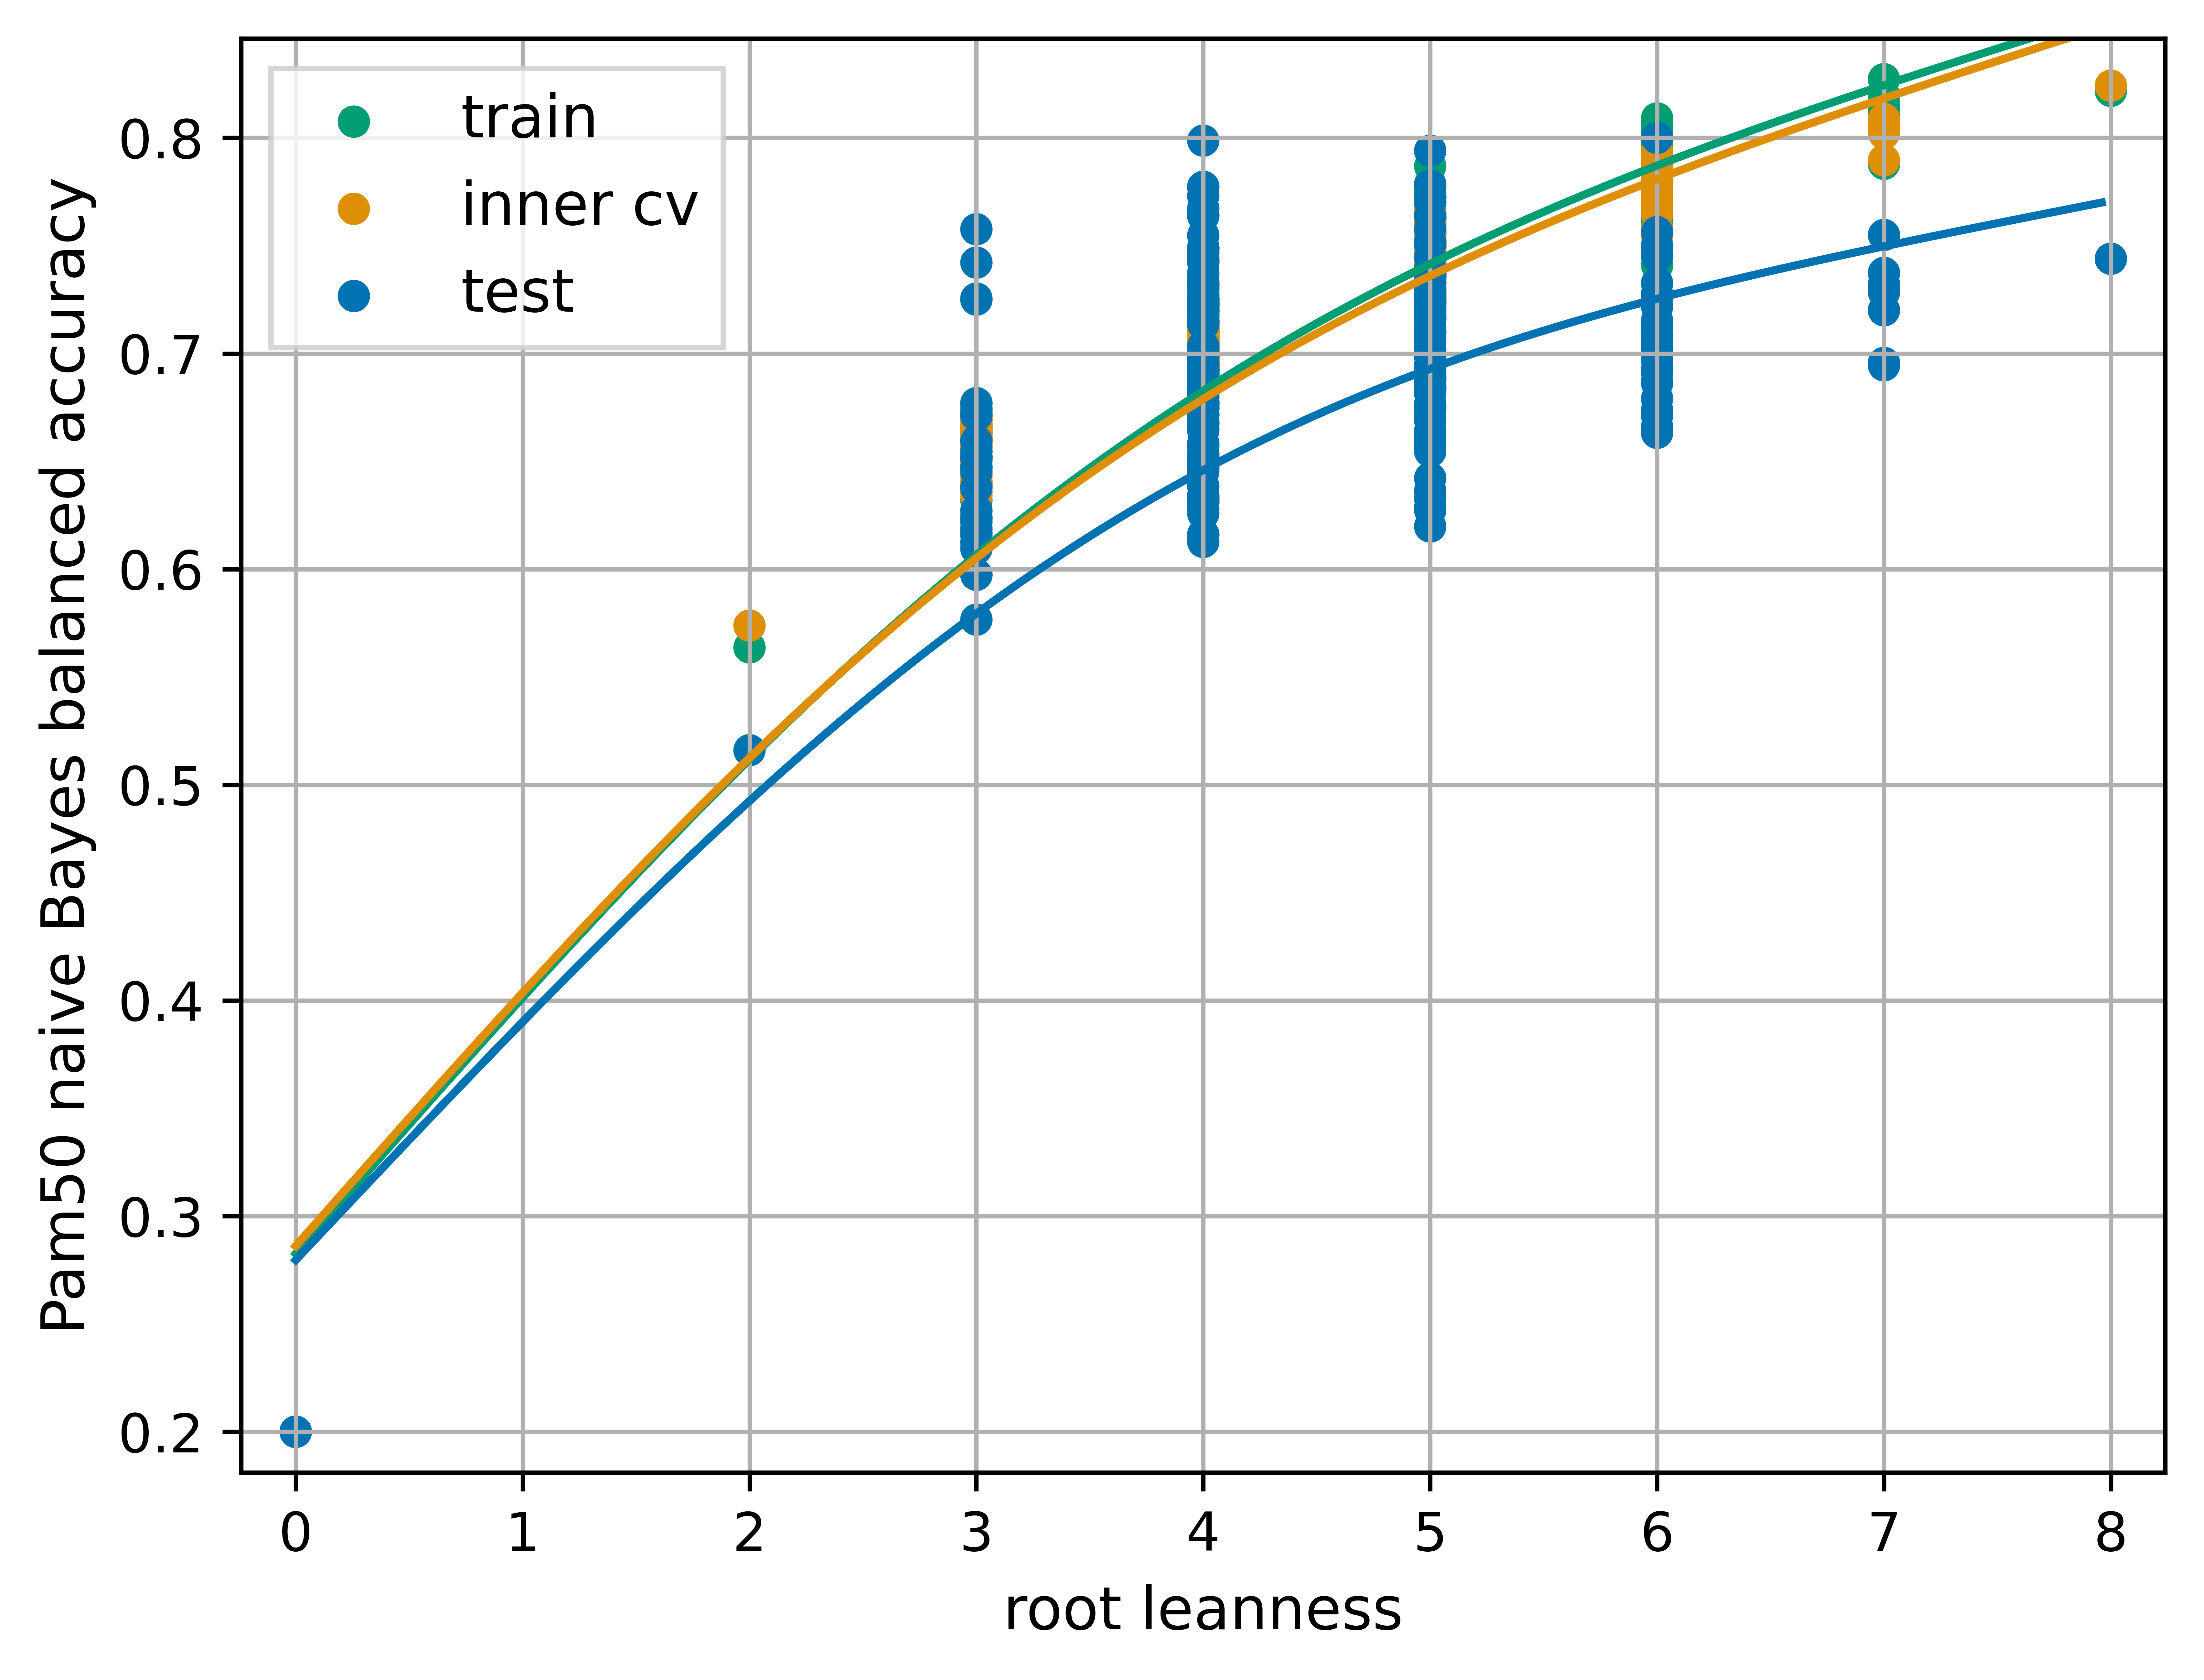 train
inner cv
test
Pam50 naive Bayes balanced accuracy
0.8
0.7
0.6
0.5
0.4
0.3
0.2
0 1 2 3 4 5 6 7 8
root leanness